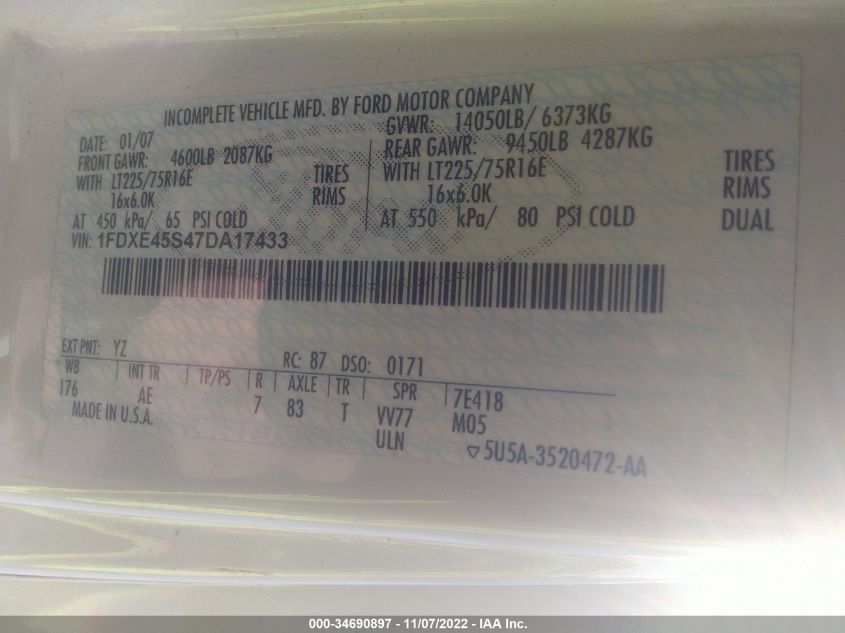 INCOMPLETE VEHICLE MFD. BY FORD MOTOR COMPANY
DATE: 01/07 GVWR: 14050LB/ 6373KG
FRONT GAWR: 4600LB 2087KG REAR GAWR: 9450LB 4287KG
WITH LT225/75R16E TIRES WITH LT225/75R16E TIRES
16x6.0K RIMS 16x6.0K RIMS
AT 450 kPa/ 65 PSI COLD AT 550 kPa/ 80 PSI COLD DUAL
VIN: 1FDXE45S47DA17433
EXT PNT: YZ RC: 87 DSO: 0171
WB INT TR TP/PS R AXLE TR SPR
176 AE 7 83 T VV77 7E418
MADE IN U.S.A. ULN M05
5U5A-3520472-AA
000-34690897 - 11/07/2022 - IAA Inc.